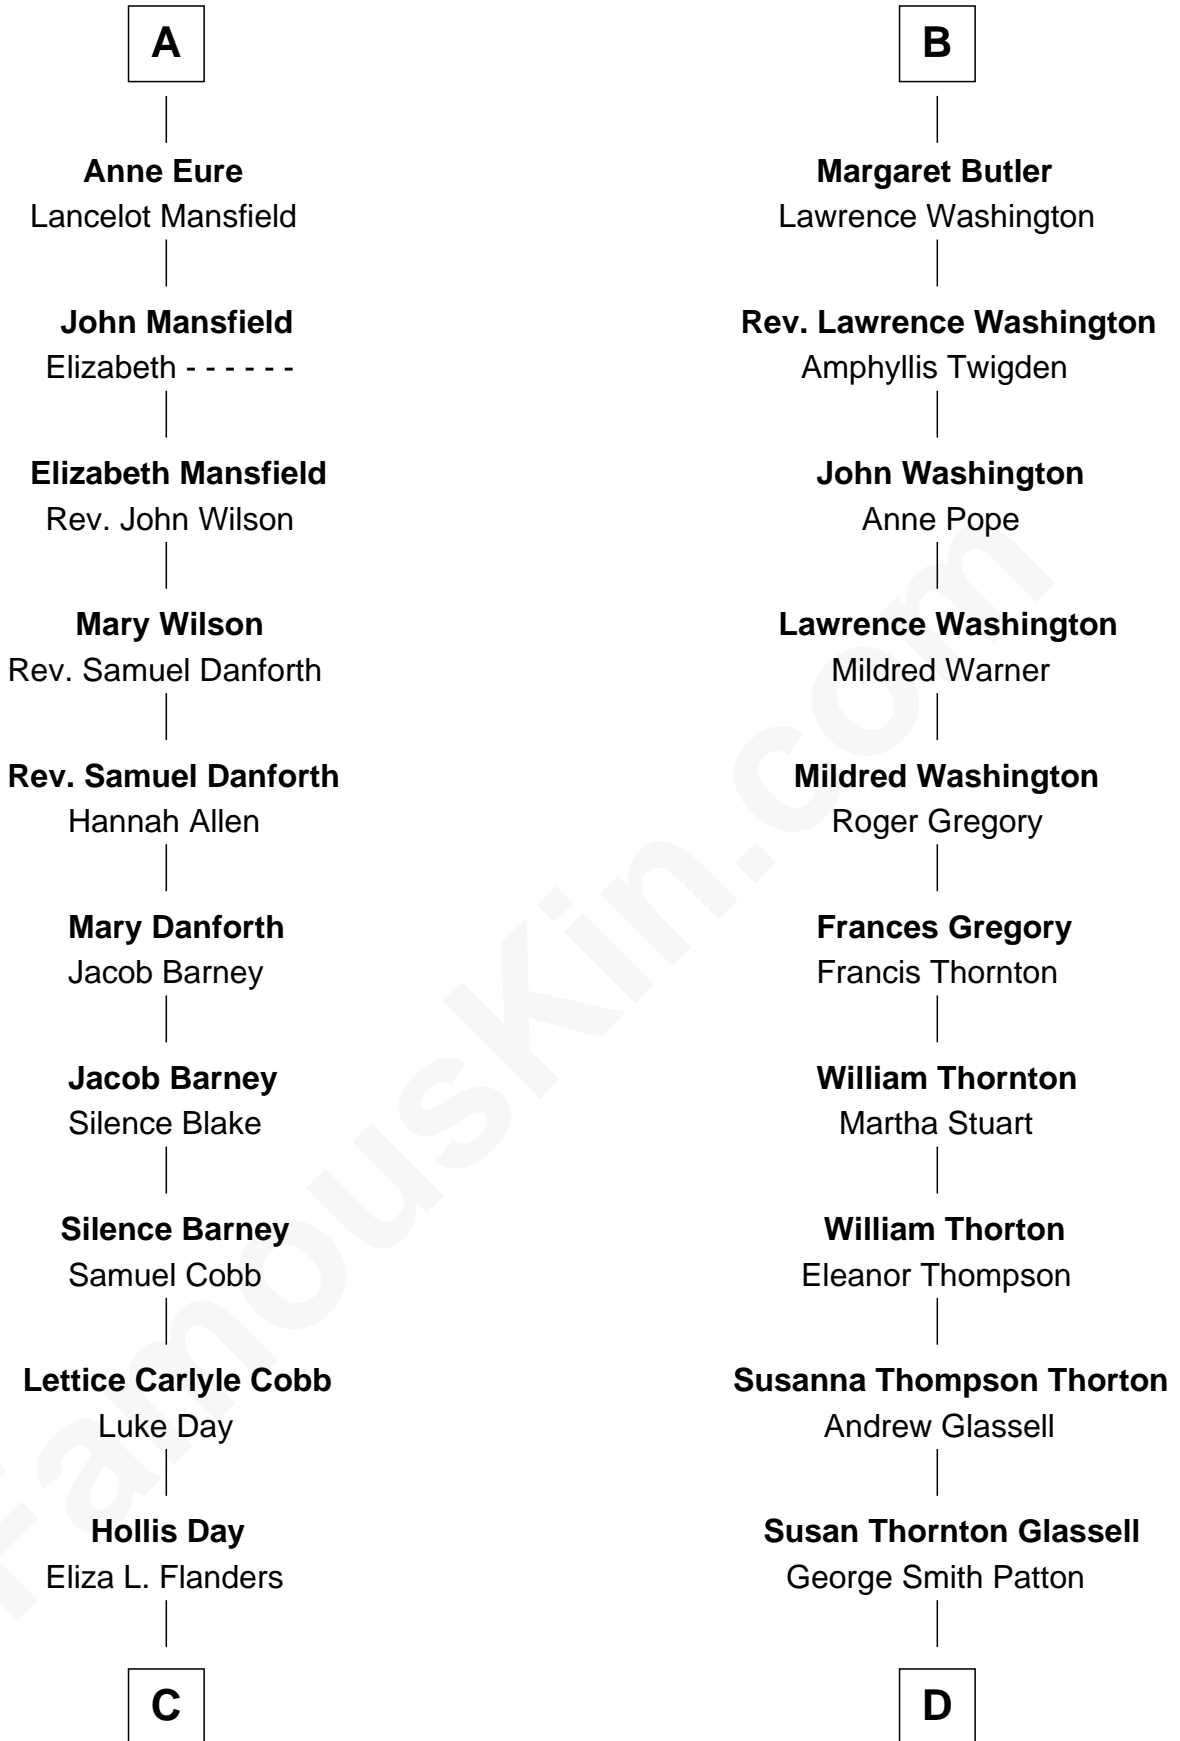 A
Anne Eure
Lancelot Mansfield
John Mansfield
Elizabeth - - - - - -
Elizabeth Mansfield
Rev. John Wilson
Mary Wilson
Rev. Samuel Danforth
Rev. Samuel Danforth
Hannah Allen
Mary Danforth
Jacob Barney
Jacob Barney
Silence Blake
Silence Barney
Samuel Cobb
Lettice Carlyle Cobb
Luke Day
Hollis Day
Eliza L. Flanders
C
B
Margaret Butler
Lawrence Washington
Rev. Lawrence Washington
Amphyllis Twigden
John Washington
Anne Pope
Lawrence Washington
Mildred Warner
Mildred Washington
Roger Gregory
Frances Gregory
Francis Thornton
William Thornton
Martha Stuart
William Thorton
Eleanor Thompson
Susanna Thompson Thorton
Andrew Glassell
Susan Thornton Glassell
George Smith Patton
D
FamousKin.com